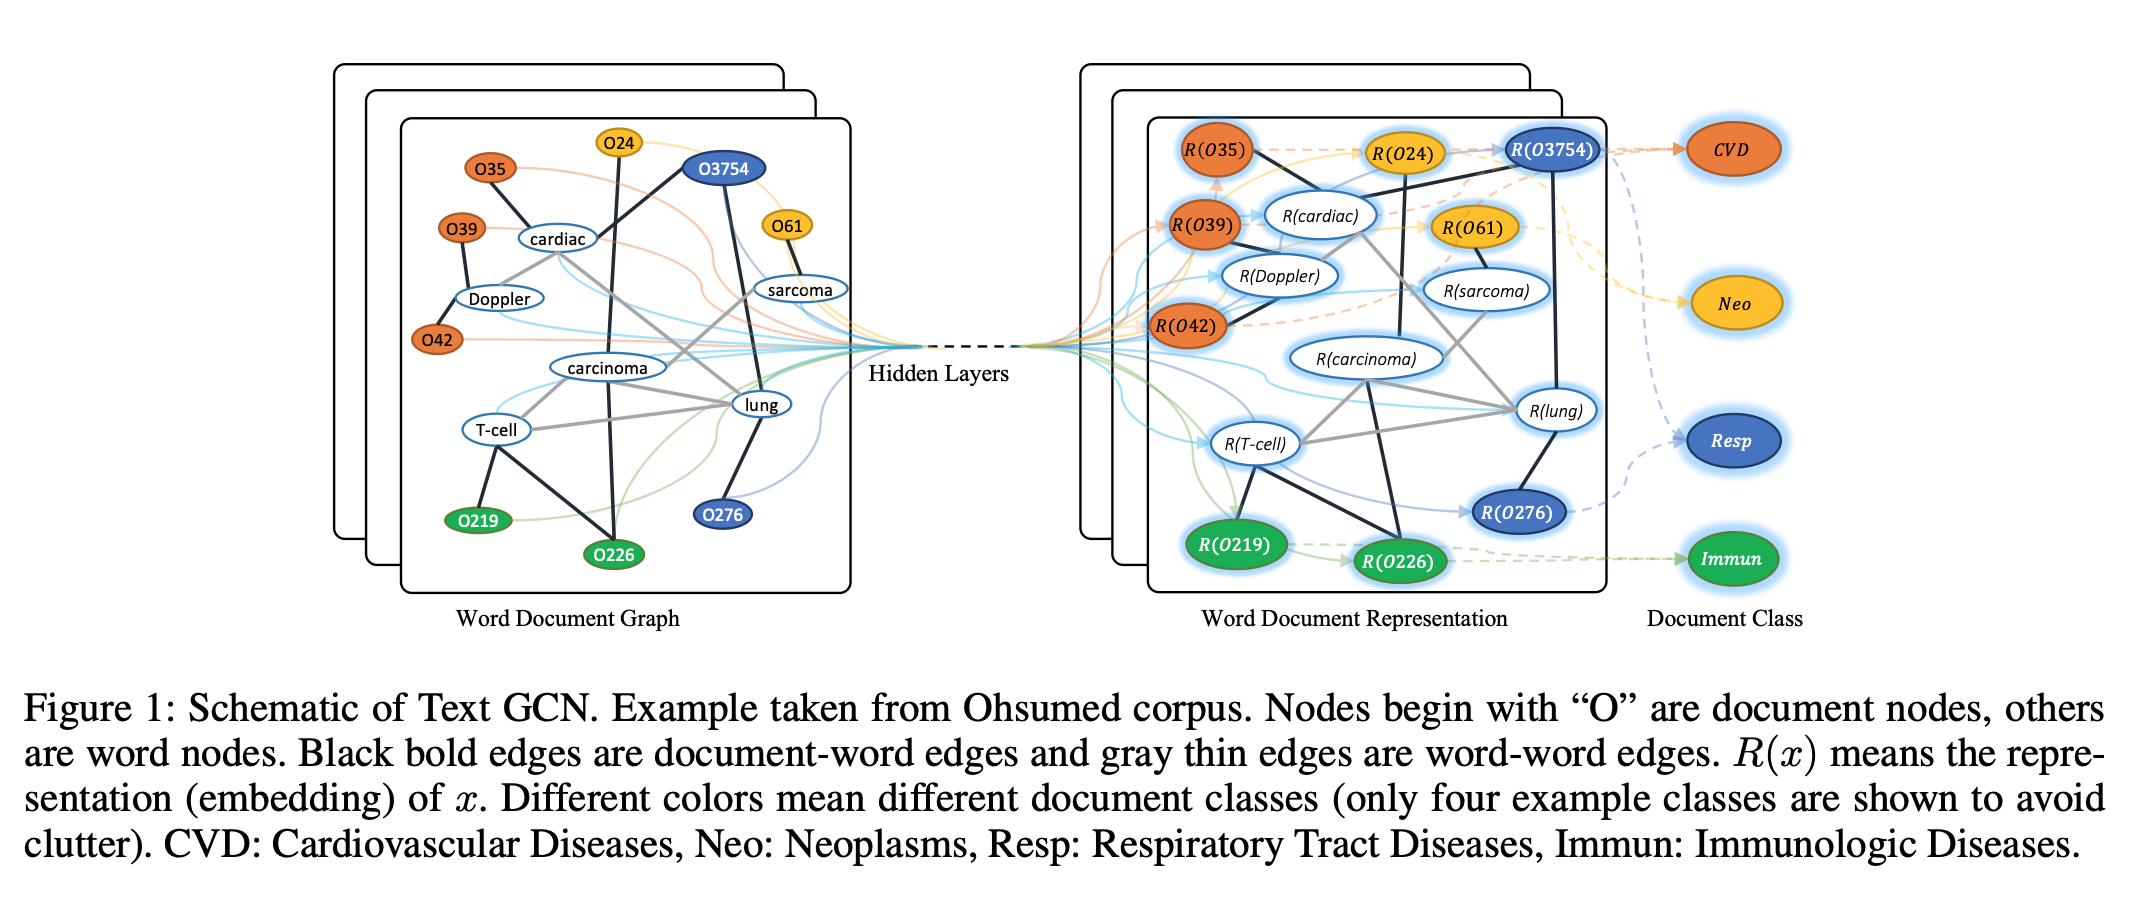 O24
O35
O3754
O39
O61
cardiac
Doppler
sarcoma
O42
carcinoma
lung
T-cell
O219
O276
O226
Word Document Graph
Hidden Layers
R(O35)
R(O24)
R(O3754)
R(O39)
R(cardiac)
R(O61)
R(Doppler)
R(sarcoma)
R(O42)
R(carcinoma)
R(lung)
R(T-cell)
R(O276)
R(O219)
R(O226)
Word Document Representation
CVD
Neo
Resp
Immun
Document Class
Figure 1: Schematic of Text GCN. Example taken from Ohsumed corpus. Nodes begin with “O” are document nodes, others
are word nodes. Black bold edges are document-word edges and gray thin edges are word-word edges. R(x) means the repre-
sentation (embedding) of x. Different colors mean different document classes (only four example classes are shown to avoid
clutter). CVD: Cardiovascular Diseases, Neo: Neoplasms, Resp: Respiratory Tract Diseases, Immun: Immunologic Diseases.